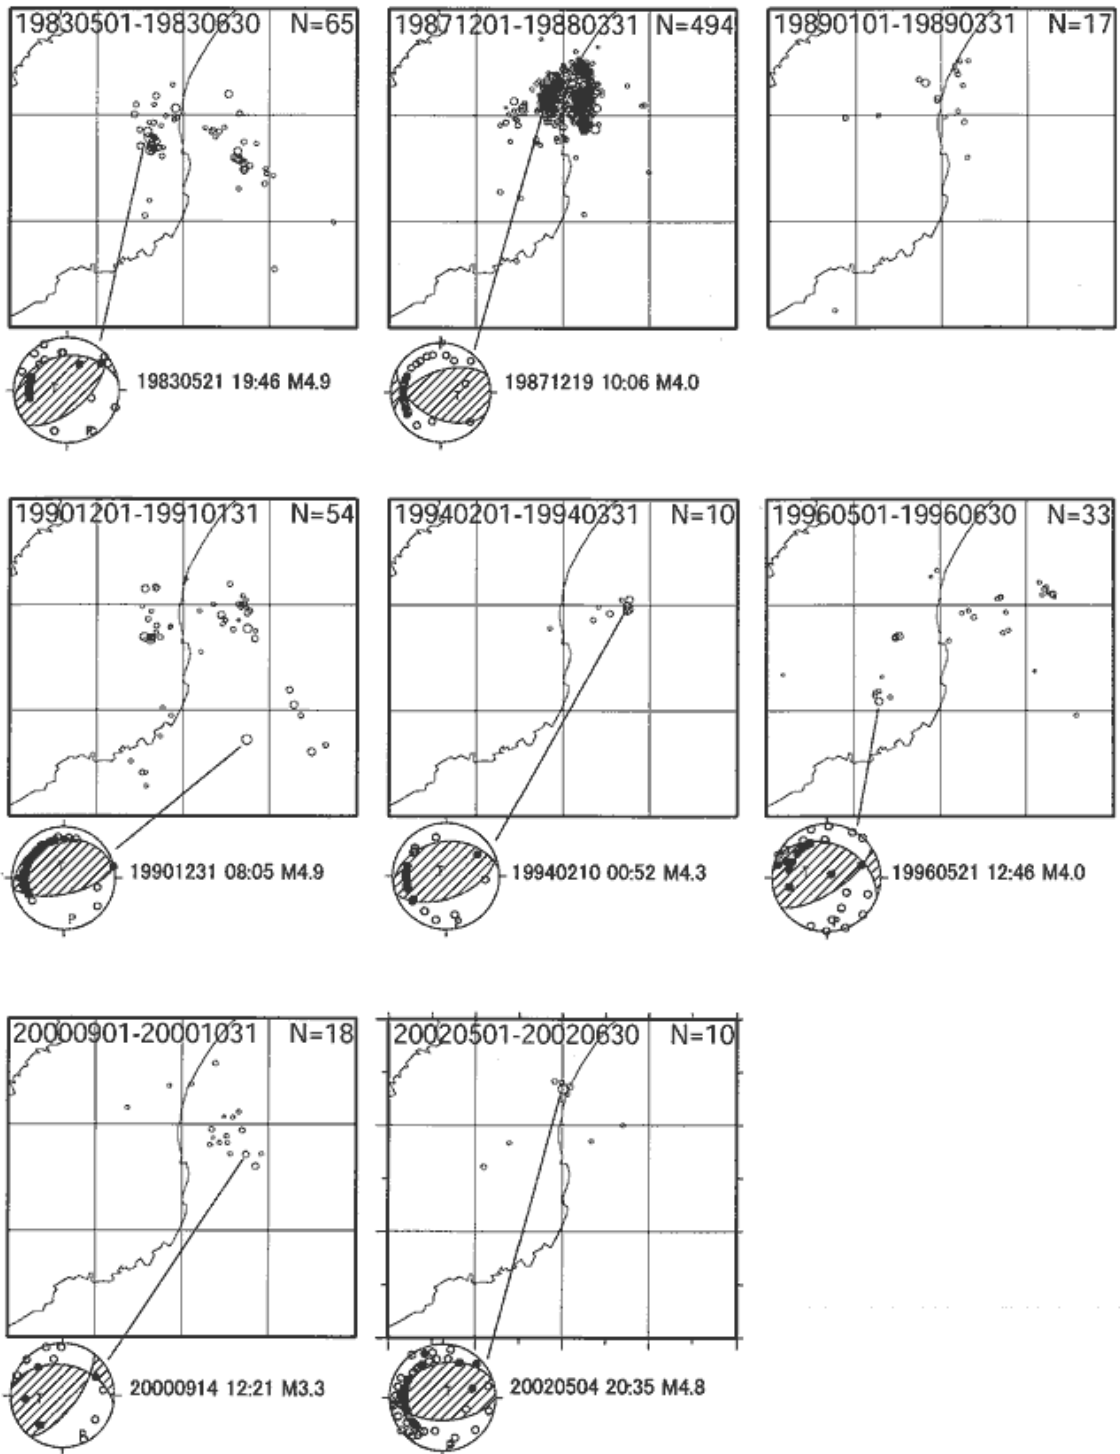 19830501-19830630 N=65
19871201-19880331 N=494
19890101-19890331 N=17
T
P
19830521 19:46 M4.9
P
T
19871219 10:06 M4.0
19901201-19910131 N=54
19940201-19940331 N=10
19960501-19960630 N=33
T
P
19901231 08:05 M4.9
T
P
19940210 00:52 M4.3
T
P
19960521 12:46 M4.0
20000901-20001031 N=18
20020501-20020630 N=10
T
P
20000914 12:21 M3.3
T
P
20020504 20:35 M4.8